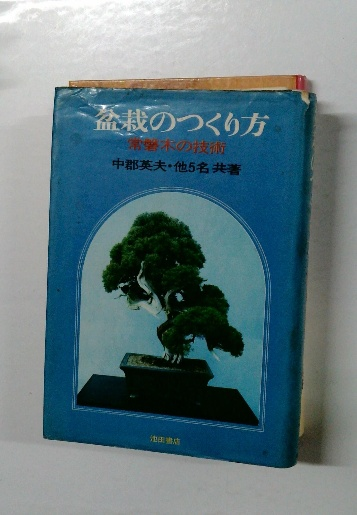 盆栽のつくり方
常磐木の技術
中郡英夫・他5名共著
池田書店